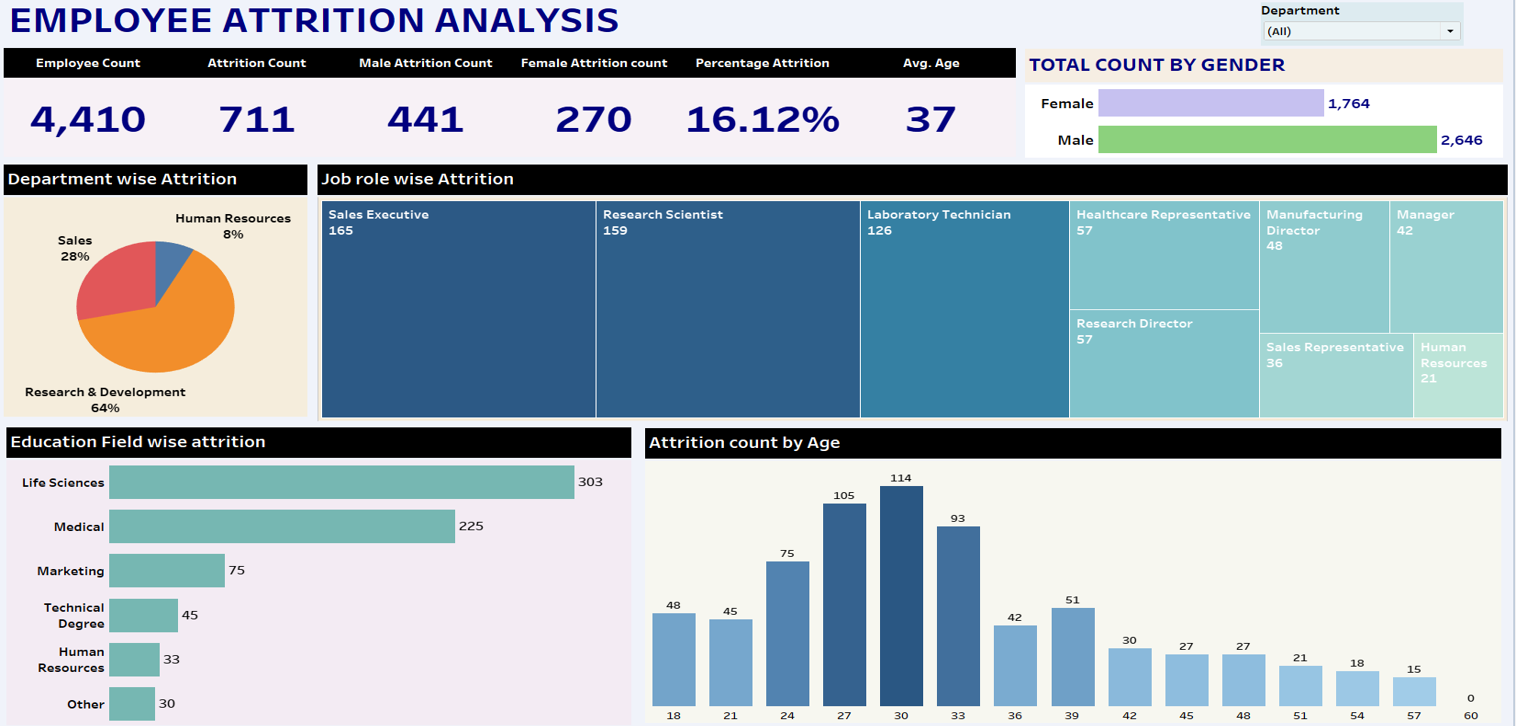 EMPLOYEE ATTRITION ANALYSIS
Department
(All)
Employee Count
Attrition Count
Male Attrition Count
Female Attrition count
Percentage Attrition
Avg. Age
4,410
711
441
270
16.12%
37
TOTAL COUNT BY GENDER
Female
1,764
Male
2,646
Department wise Attrition
Human Resources
8%
Sales
28%
Research & Development
64%
Job role wise Attrition
Sales Executive
165
Research Scientist
159
Laboratory Technician
126
Healthcare Representative
57
Research Director
57
Manufacturing
Director
48
Manager
42
Sales Representative
36
Human
Resources
21
Education Field wise attrition
Life Sciences
303
Medical
225
Marketing
75
Technical
Degree
45
Human
Resources
33
Other
30
Attrition count by Age
48
45
75
105
114
93
42
51
30
27
27
21
18
15
0
18
21
24
27
30
33
36
39
42
45
48
51
54
57
60